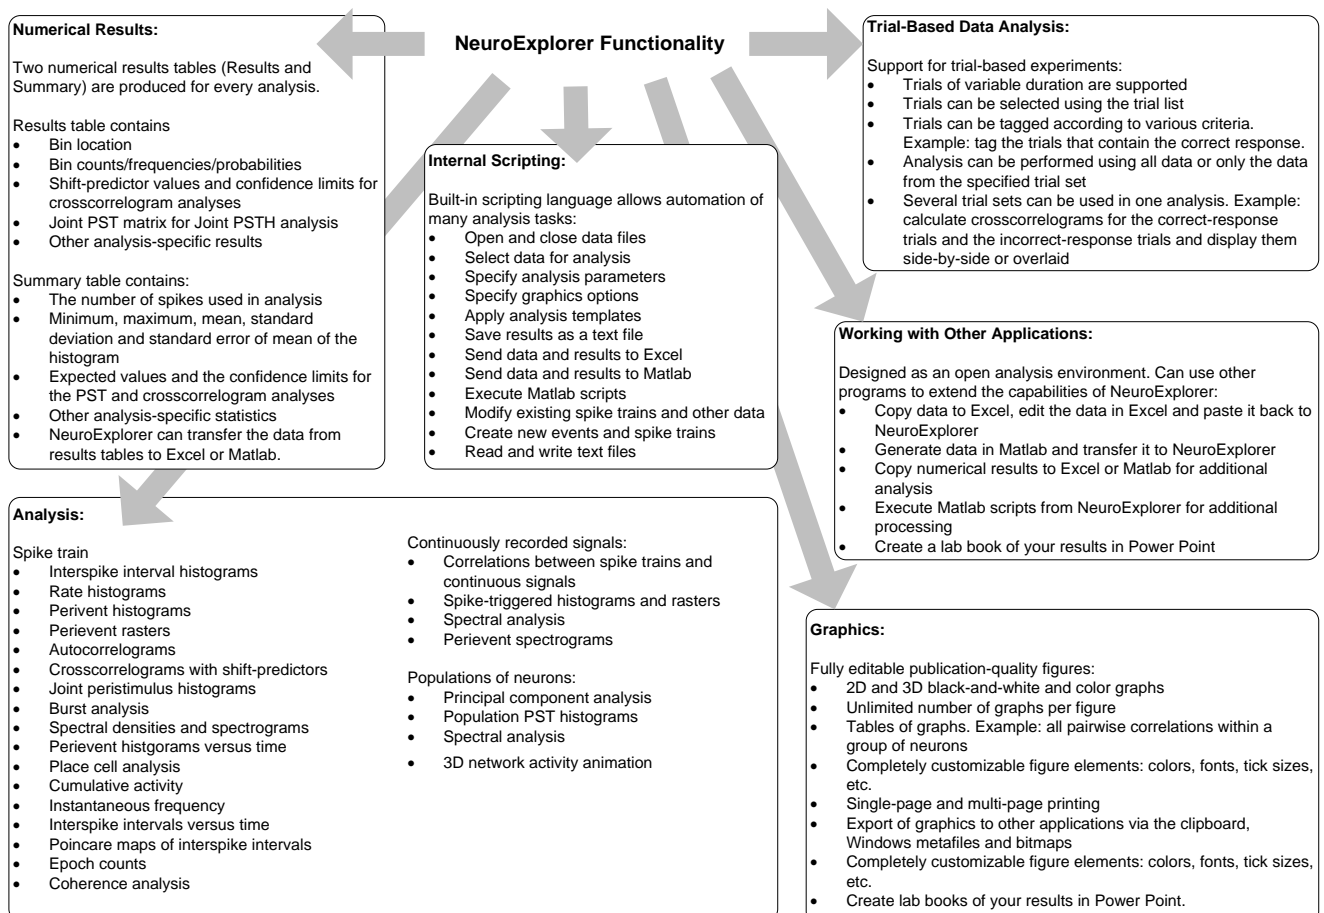 NeuroExplorer Functionality
Numerical Results:
Two numerical results tables (Results and
Summary) are produced for every analysis.
Results table contains
• Bin location
• Bin counts/frequencies/probabilities
• Shift-predictor values and confidence limits for
crosscorrelogram analyses
• Joint PST matrix for Joint PSTH analysis
• Other analysis-specific results
Summary table contains:
• The number of spikes used in analysis
• Minimum, maximum, mean, standard
deviation and standard error of mean of the
histogram
• Expected values and the confidence limits for
the PST and crosscorrelogram analyses
• Other analysis-specific statistics
• NeuroExplorer can transfer the data from
results tables to Excel or Matlab.
Internal Scripting:
Built-in scripting language allows automation of
many analysis tasks:
• Open and close data files
• Select data for analysis
• Specify analysis parameters
• Specify graphics options
• Apply analysis templates
• Save results as a text file
• Send data and results to Excel
• Send data and results to Matlab
• Execute Matlab scripts
• Modify existing spike trains and other data
• Create new events and spike trains
• Read and write text files
Trial-Based Data Analysis:
Support for trial-based experiments:
• Trials of variable duration are supported
• Trials can be selected using the trial list
• Trials can be tagged according to various criteria.
Example: tag the trials that contain the correct response.
• Analysis can be performed using all data or only the data
from the specified trial set
• Several trial sets can be used in one analysis. Example:
calculate crosscorrelograms for the correct-response
trials and the incorrect-response trials and display them
side-by-side or overlaid
Working with Other Applications:
Designed as an open analysis environment. Can use other
programs to extend the capabilities of NeuroExplorer:
• Copy data to Excel, edit the data in Excel and paste it back to
NeuroExplorer
• Generate data in Matlab and transfer it to NeuroExplorer
• Copy numerical results to Excel or Matlab for additional
analysis
• Execute Matlab scripts from NeuroExplorer for additional
processing
• Create a lab book of your results in Power Point
Analysis:
Spike train
• Interspike interval histograms
• Rate histograms
• Perivent histograms
• Perievent rasters
• Autocorrelograms
• Crosscorrelograms with shift-predictors
• Joint peristimulus histograms
• Burst analysis
• Spectral densities and spectrograms
• Perievent histgorams versus time
• Place cell analysis
• Cumulative activity
• Instantaneous frequency
• Interspike intervals versus time
• Poincare maps of interspike intervals
• Epoch counts
• Coherence analysis
Continuously recorded signals:
• Correlations between spike trains and
continuous signals
• Spike-triggered histograms and rasters
• Spectral analysis
• Perievent spectrograms
Populations of neurons:
• Principal component analysis
• Population PST histograms
• Spectral analysis
• 3D network activity animation
Graphics:
Fully editable publication-quality figures:
• 2D and 3D black-and-white and color graphs
• Unlimited number of graphs per figure
• Tables of graphs. Example: all pairwise correlations within a
group of neurons
• Completely customizable figure elements: colors, fonts, tick sizes,
etc.
• Single-page and multi-page printing
• Export of graphics to other applications via the clipboard,
Windows metafiles and bitmaps
• Completely customizable figure elements: colors, fonts, tick sizes,
etc.
• Create lab books of your results in Power Point.